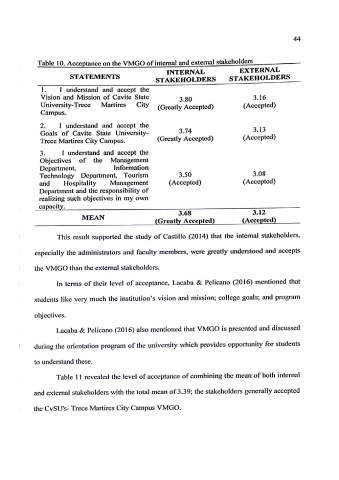 44
Table 10. Acceptance on the VMGO of internal and external stakeholders
STATEMENTS
INTERNAL STAKEHOLDERS
EXTERNAL STAKEHOLDERS
1. I understand and accept the
Vision and Mission of Cavite State
University-Trece Martires City
Campus.
3.80
(Greatly Accepted)
3.16
(Accepted)
2. I understand and accept the
Goals of Cavite State University-
Trece Martires City Campus.
3.74
(Greatly Accepted)
3.13
(Accepted)
3. I understand and accept the
Objectives of the Management
Department, Information
Technology Department, Tourism
and Hospitality Management
Department and the responsibility of
realizing such objectives in my own
capacity.
3.50
(Accepted)
3.08
(Accepted)
MEAN
3.68
(Greatly Accepted)
3.12
(Accepted)
This result supported the study of Castillo (2014) that the internal stakeholders,
especially the administrators and faculty members, were greatly understood and accepts
the VMGO than the external stakeholders.
In terms of their level of acceptance, Lacaba & Pelicano (2016) mentioned that
students like very much the institution's vision and mission; college goals; and program
objectives.
Lacaba & Pelicano (2016) also mentioned that VMGO is presented and discussed
during the orientation program of the university which provides opportunity for students
to understand these.
Table 11 revealed the level of acceptance of combining the mean of both internal
and external stakeholders with the total mean of 3.39; the stakeholders generally accepted
the CvSU's- Trece Martires City Campus VMGO.